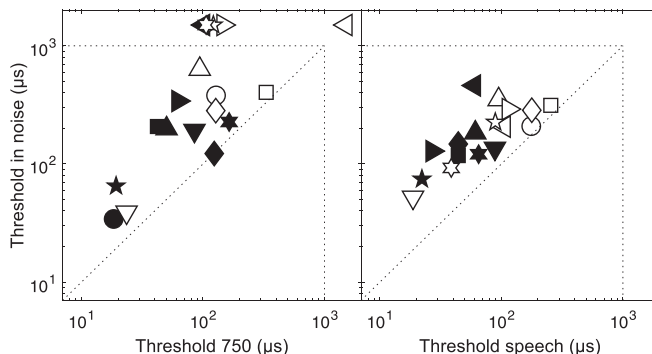 10³
10²
10¹
Threshold in noise (µs)
10¹ 10² 10³ 10¹ 10² 10³
Threshold 750 (µs) Threshold speech (µs)